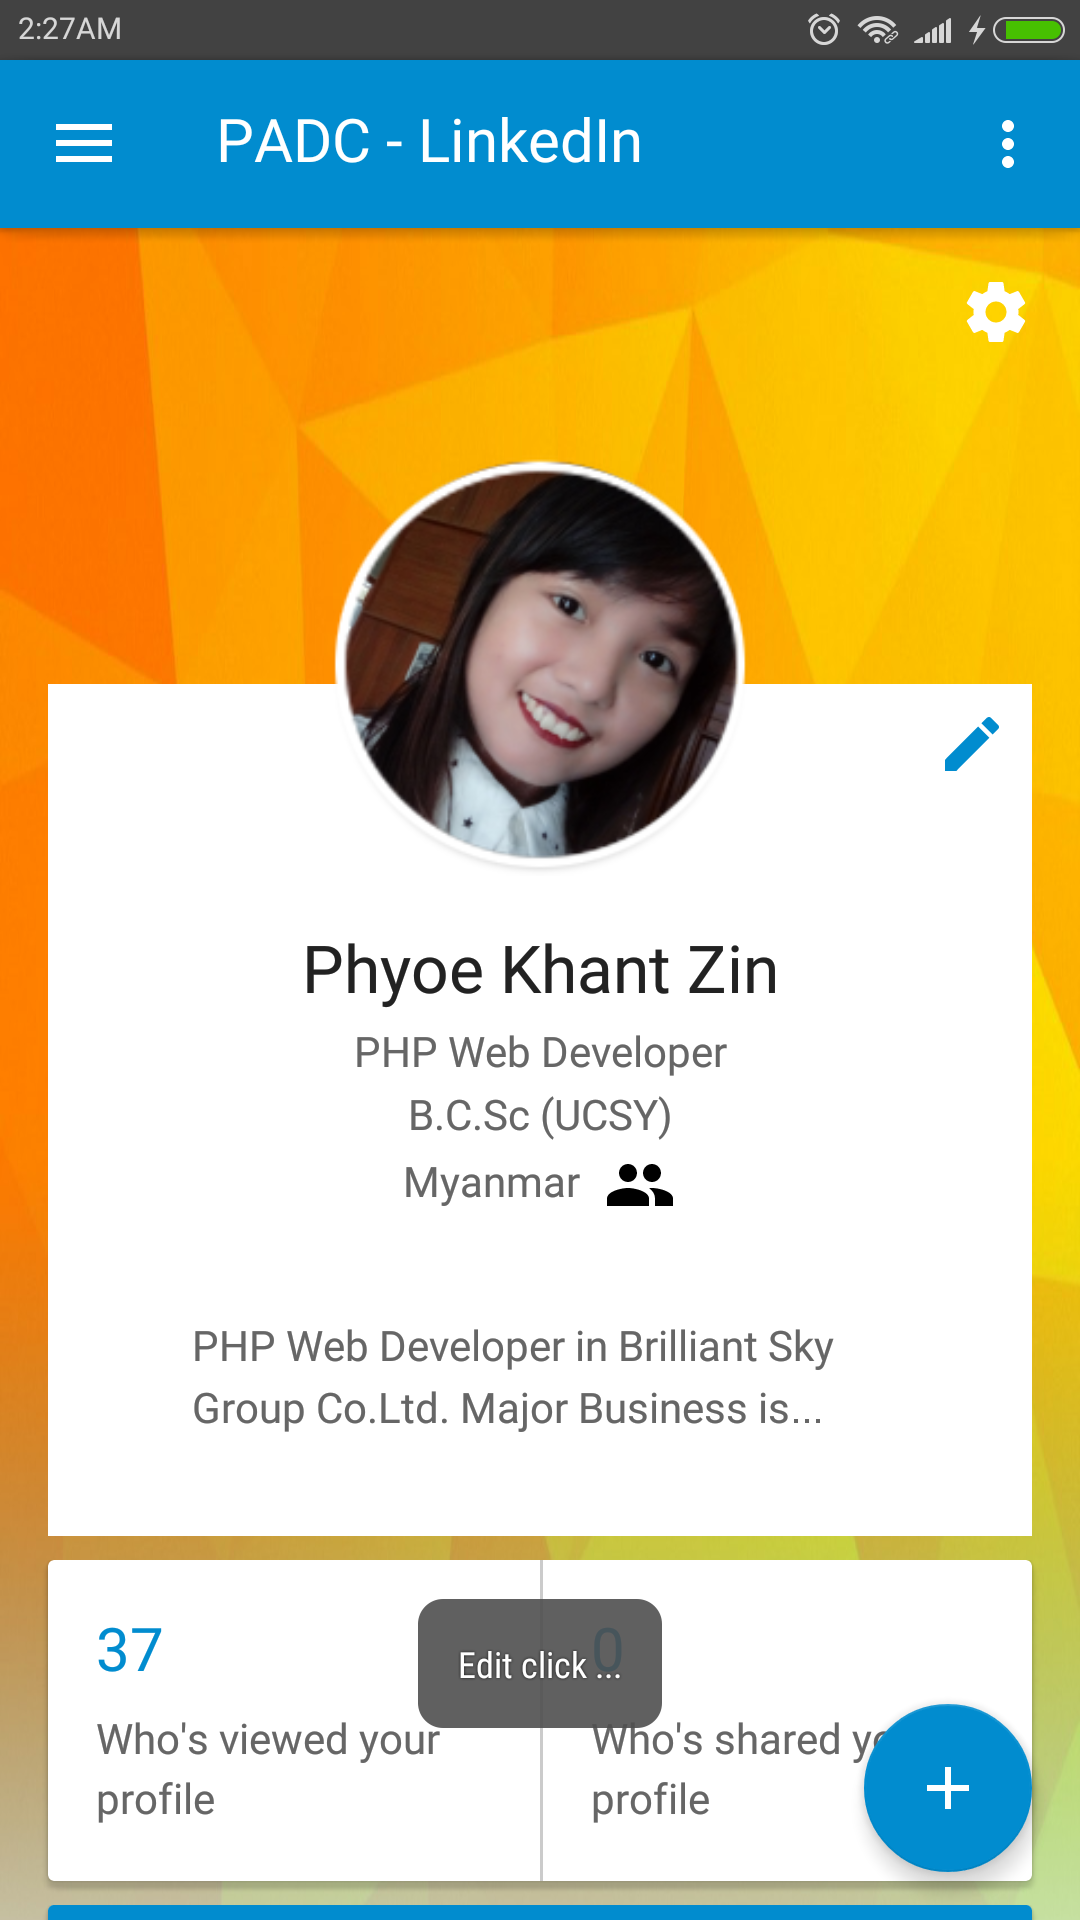 2:27AM
PADC - LinkedIn
Phyoe Khant Zin
PHP Web Developer
B.C.Sc (UCSY)
Myanmar
PHP Web Developer in Brilliant Sky
Group Co.Ltd. Major Business is...
37
0
Edit click ...
Who's viewed your
profile
Who's shared
profile